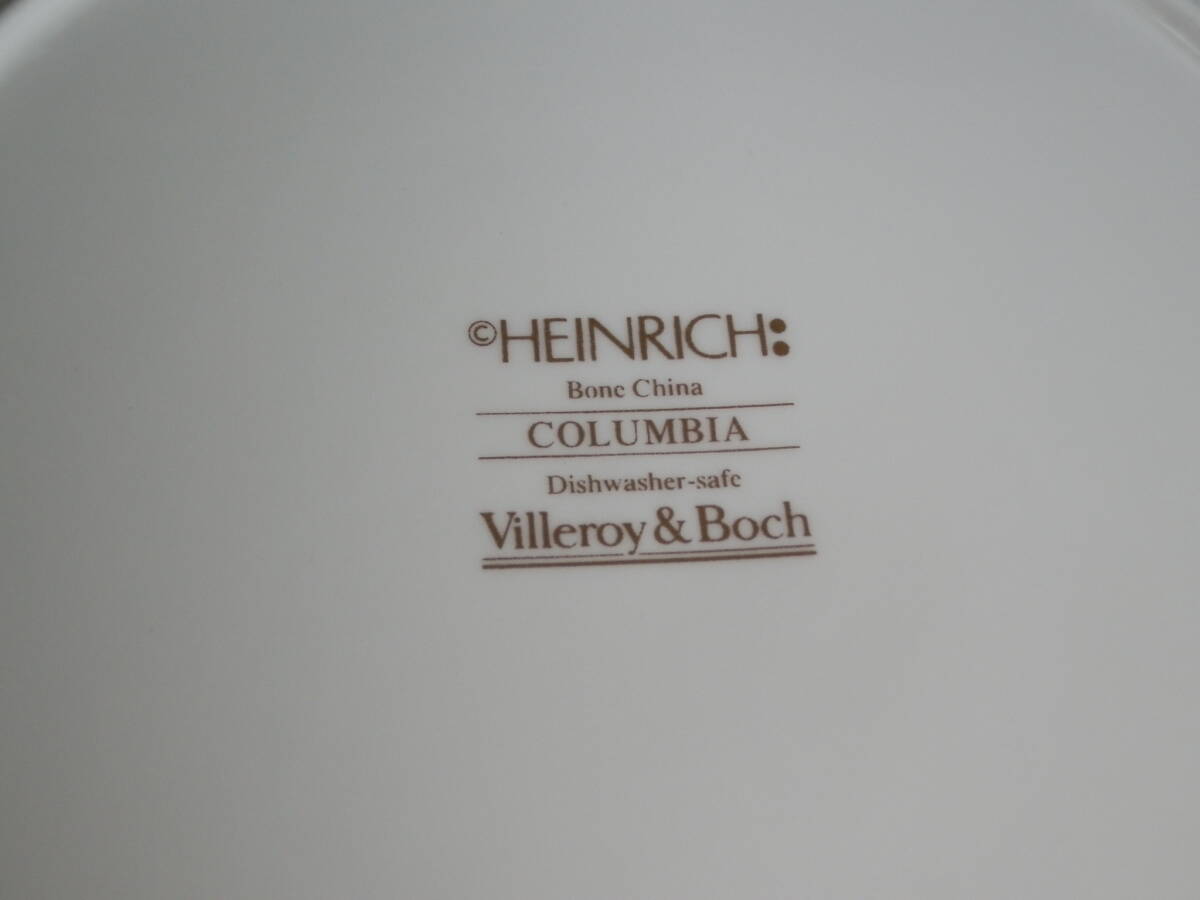 ©HEINRICH:
Bone China
COLUMBIA
Dishwasher-safe
Villeroy & Boch